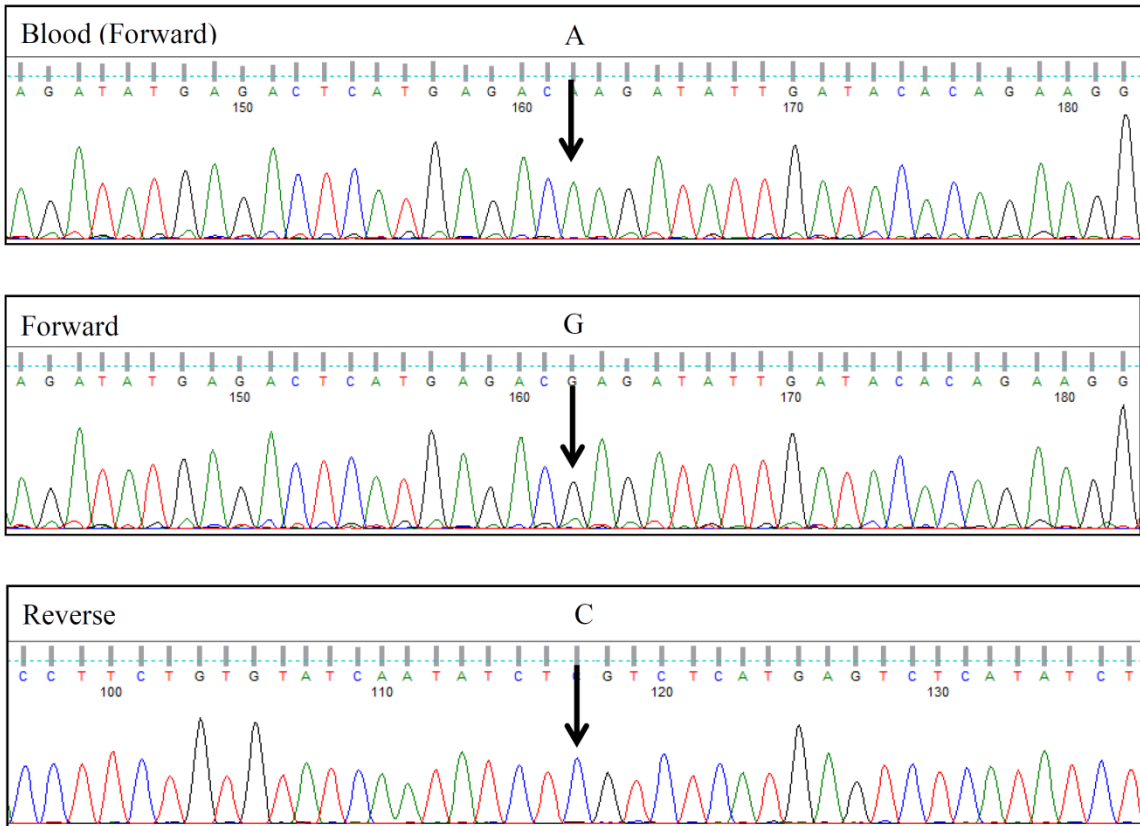 Blood (Forward) A
A G A T A T G A G A C T C A T G A G A C A A G A T A T T G A T A C A C A G A A G G
150 160 170 180
Forward G
A G A T A T G A G A C T C A T G A G A C G A G A T A T T G A T A C A C A G A A G G
150 160 170 180
Reverse C
C C T T C T G T G T A T C A A T A T C T C G T C T C A T G A G T C T C A T A T C T
100 110 120 130